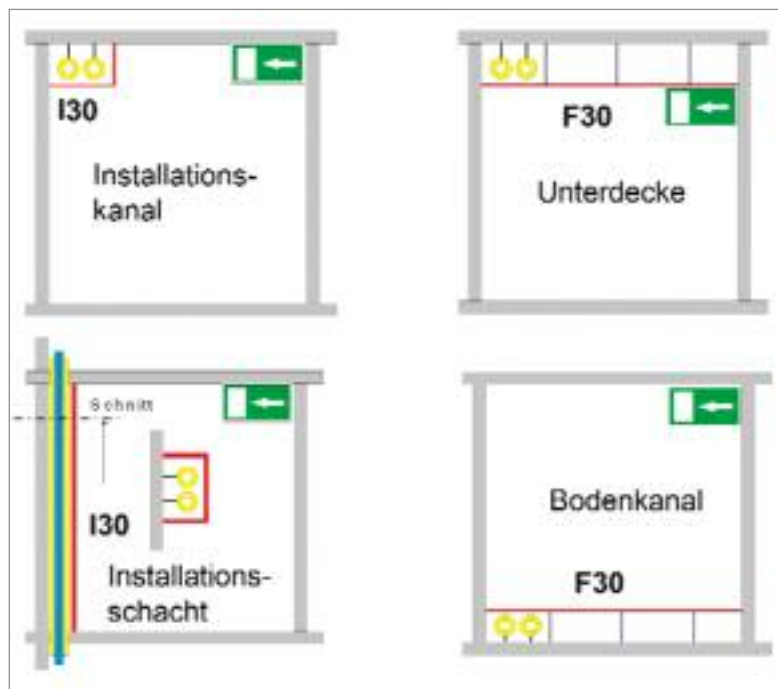 I30
Installations-
kanal
F30
Unterdecke
Schnitt
I30
Installations-
schacht
Bodenkanal
F30